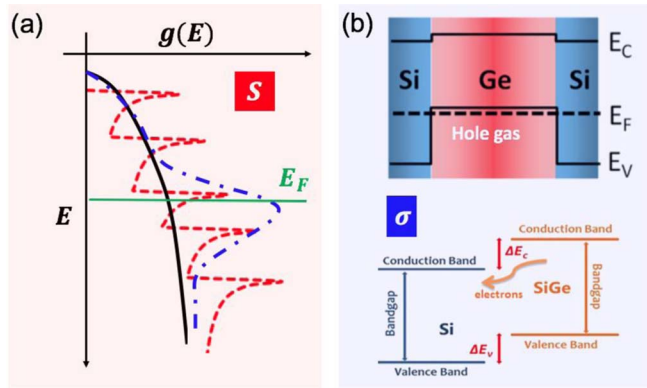 (a)
g(E)
S
E_F
E
(b)
E_C
Si
Ge
Si
E_F
Hole gas
E_V
σ
Conduction Band
ΔE_c
Conduction Band
electrons
SiGe
Bandgap
Bandgap
Si
ΔE_v
Valence Band
Valence Band